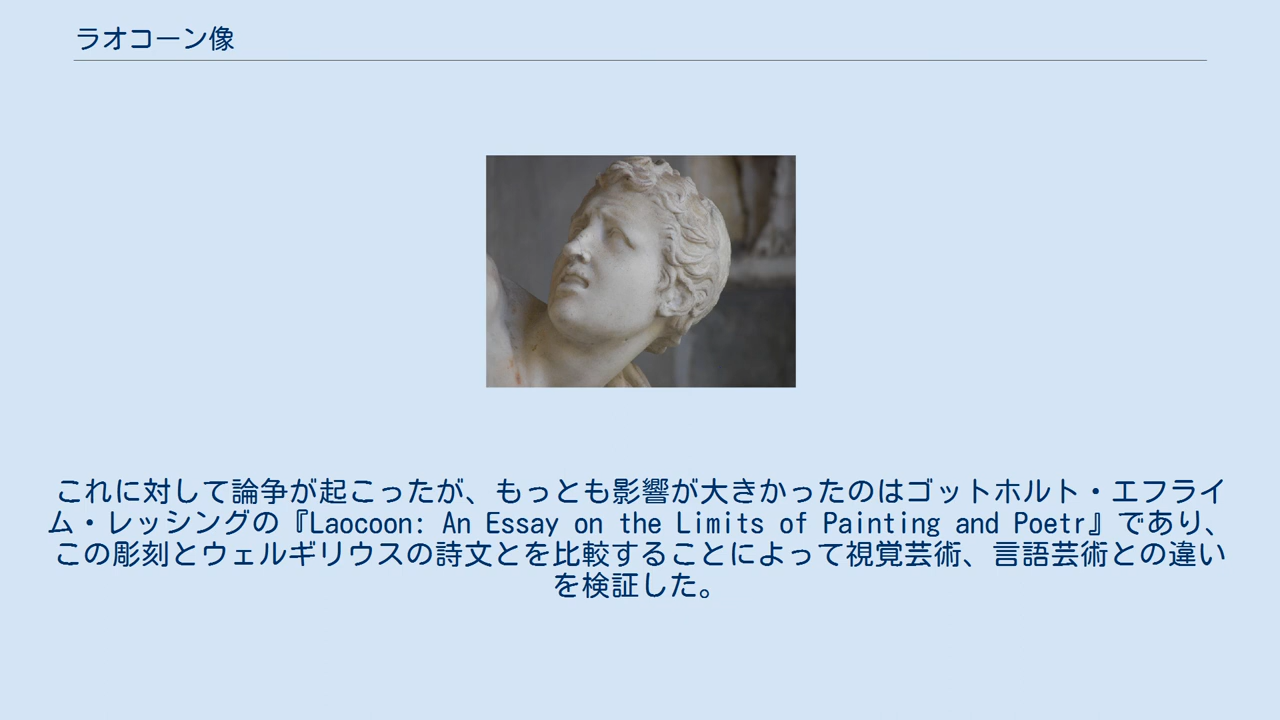 ラオコーン像
これに対して論争が起こったが、もっとも影響が大きかったのはゴットホルト・エフライ
ム・レッシングの『Laocoon: An Essay on the Limits of Painting and Poetr』であり、
この彫刻とウェルギリウスの詩文とを比較することによって視覚芸術、言語芸術との違い
を検証した。